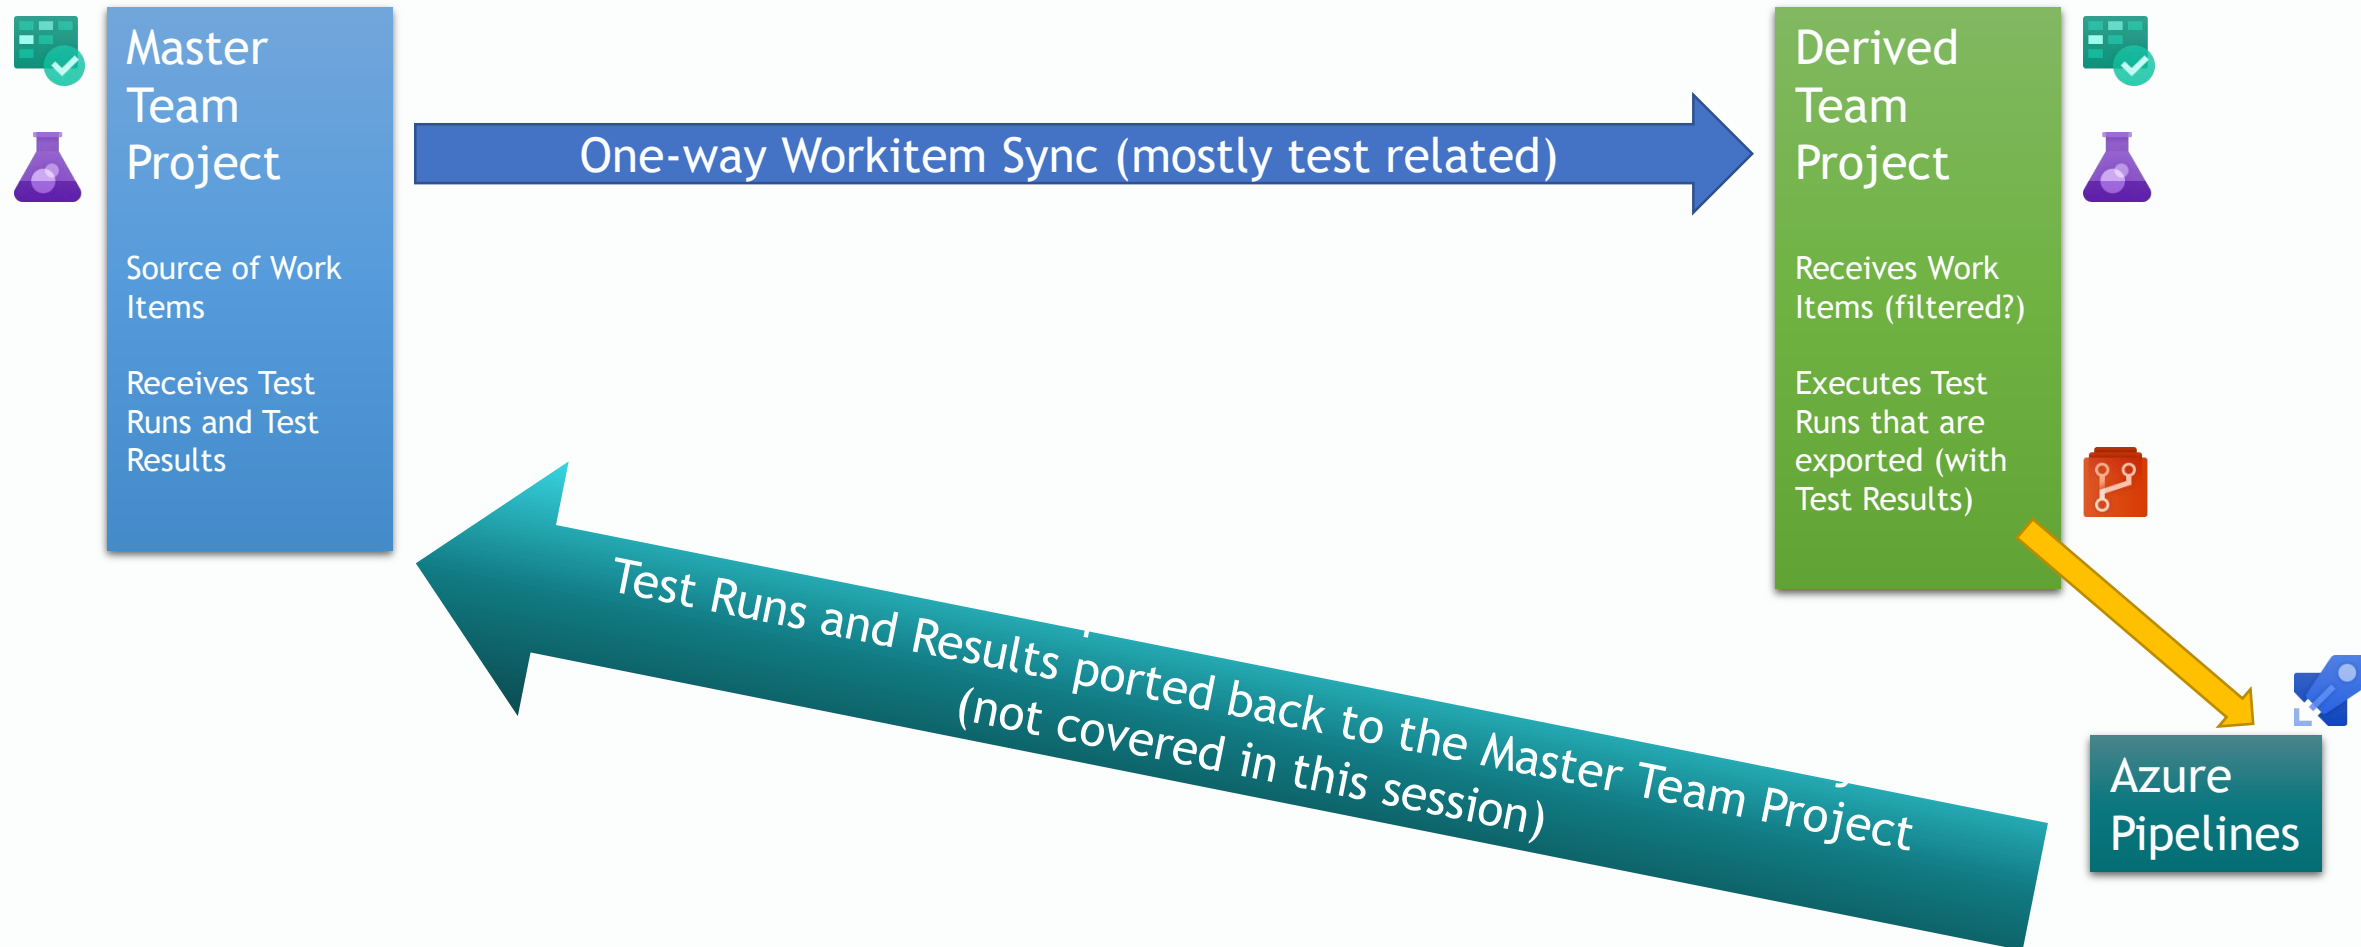 Master
Team
Project
Source of Work
Items
Receives Test
Runs and Test
Results
One-way Workitem Sync (mostly test related)
Derived
Team
Project
Receives Work
Items (filtered?)
Executes Test
Runs that are
exported (with
Test Results)
Test Runs and Results ported back to the Master Team Project
(not covered in this session)
Azure
Pipelines